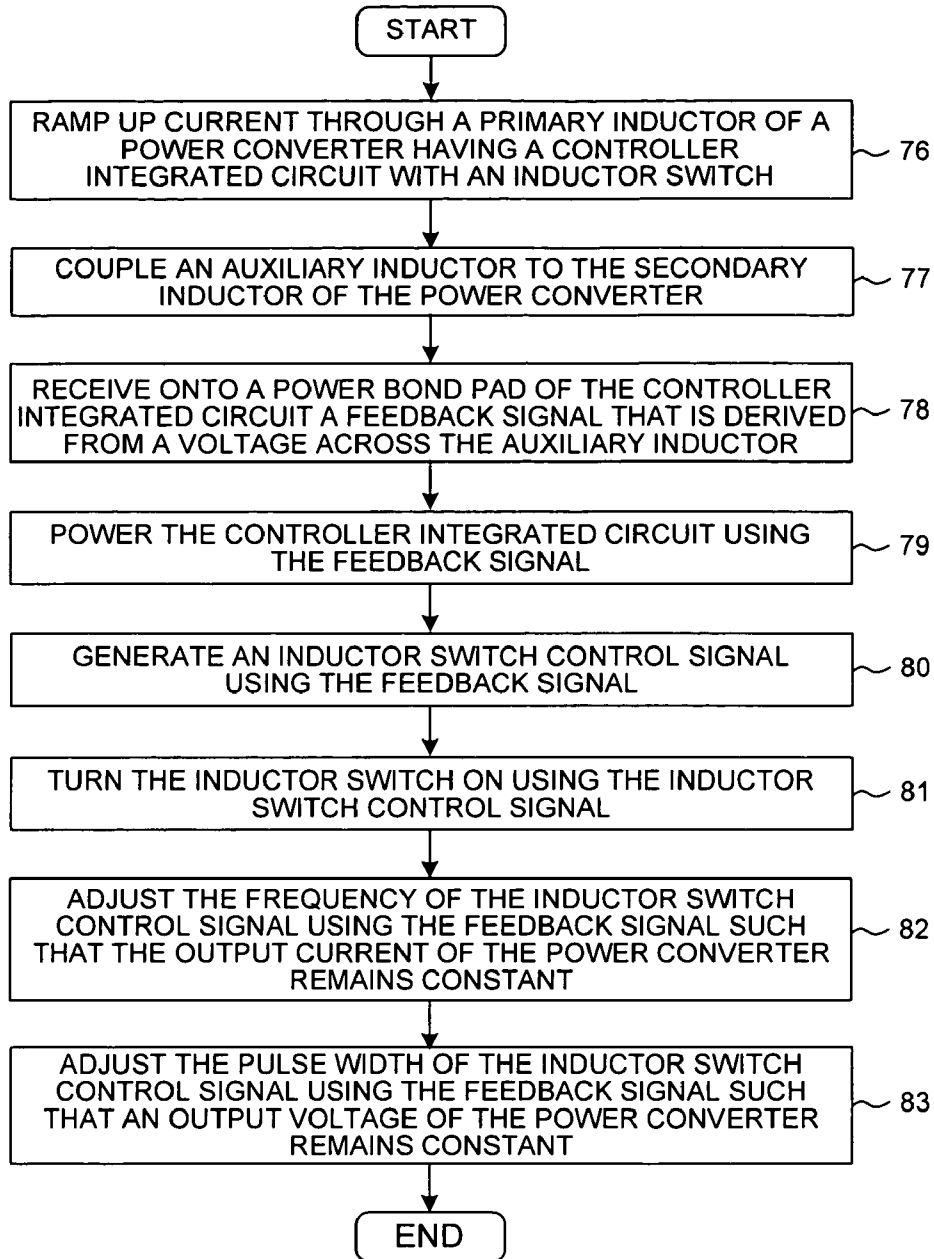 START
RAMP UP CURRENT THROUGH A PRIMARY INDUCTOR OF A
POWER CONVERTER HAVING A CONTROLLER
INTEGRATED CIRCUIT WITH AN INDUCTOR SWITCH
76
COUPLE AN AUXILIARY INDUCTOR TO THE SECONDARY
INDUCTOR OF THE POWER CONVERTER
77
RECEIVE ONTO A POWER BOND PAD OF THE CONTROLLER
INTEGRATED CIRCUIT A FEEDBACK SIGNAL THAT IS DERIVED
FROM A VOLTAGE ACROSS THE AUXILIARY INDUCTOR
78
POWER THE CONTROLLER INTEGRATED CIRCUIT USING
THE FEEDBACK SIGNAL
79
GENERATE AN INDUCTOR SWITCH CONTROL SIGNAL
USING THE FEEDBACK SIGNAL
80
TURN THE INDUCTOR SWITCH ON USING THE INDUCTOR
SWITCH CONTROL SIGNAL
81
ADJUST THE FREQUENCY OF THE INDUCTOR SWITCH
CONTROL SIGNAL USING THE FEEDBACK SIGNAL SUCH
THAT THE OUTPUT CURRENT OF THE POWER CONVERTER
REMAINS CONSTANT
82
ADJUST THE PULSE WIDTH OF THE INDUCTOR SWITCH
CONTROL SIGNAL USING THE FEEDBACK SIGNAL SUCH
THAT AN OUTPUT VOLTAGE OF THE POWER CONVERTER
REMAINS CONSTANT
83
END